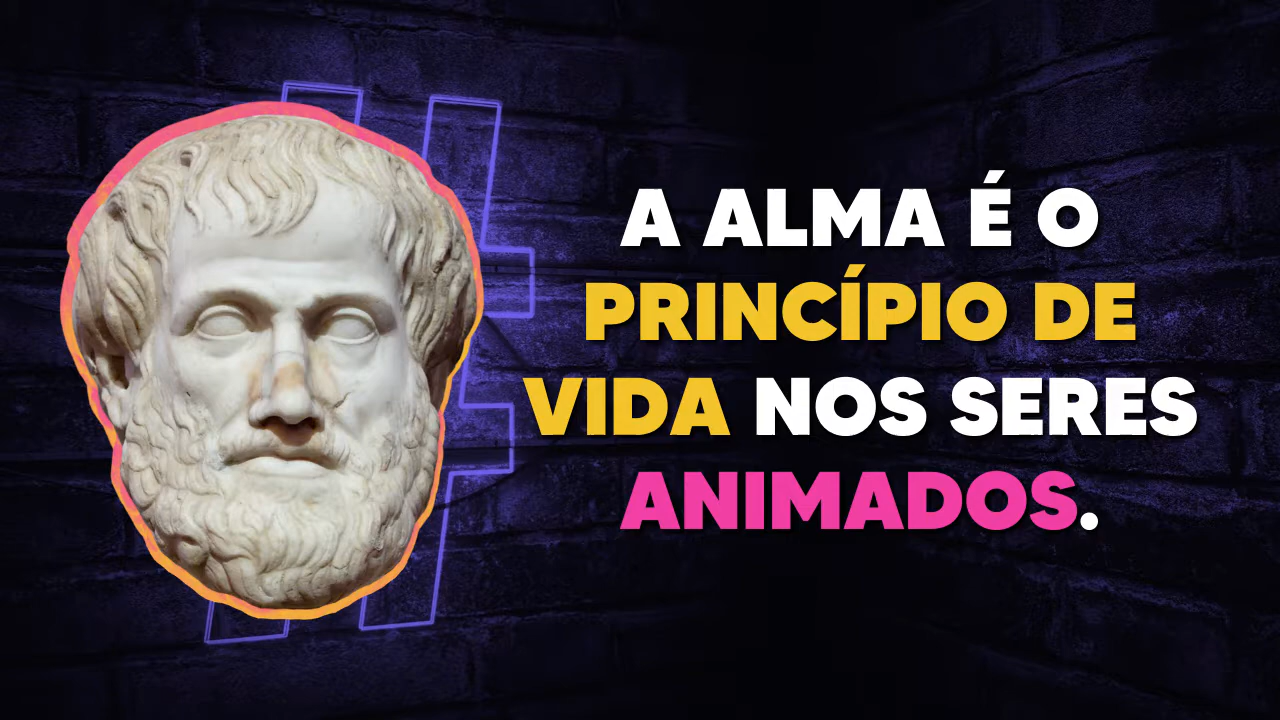 A ALMA É O
PRINCÍPIO DE
VIDA NOS SERES
ANIMADOS.